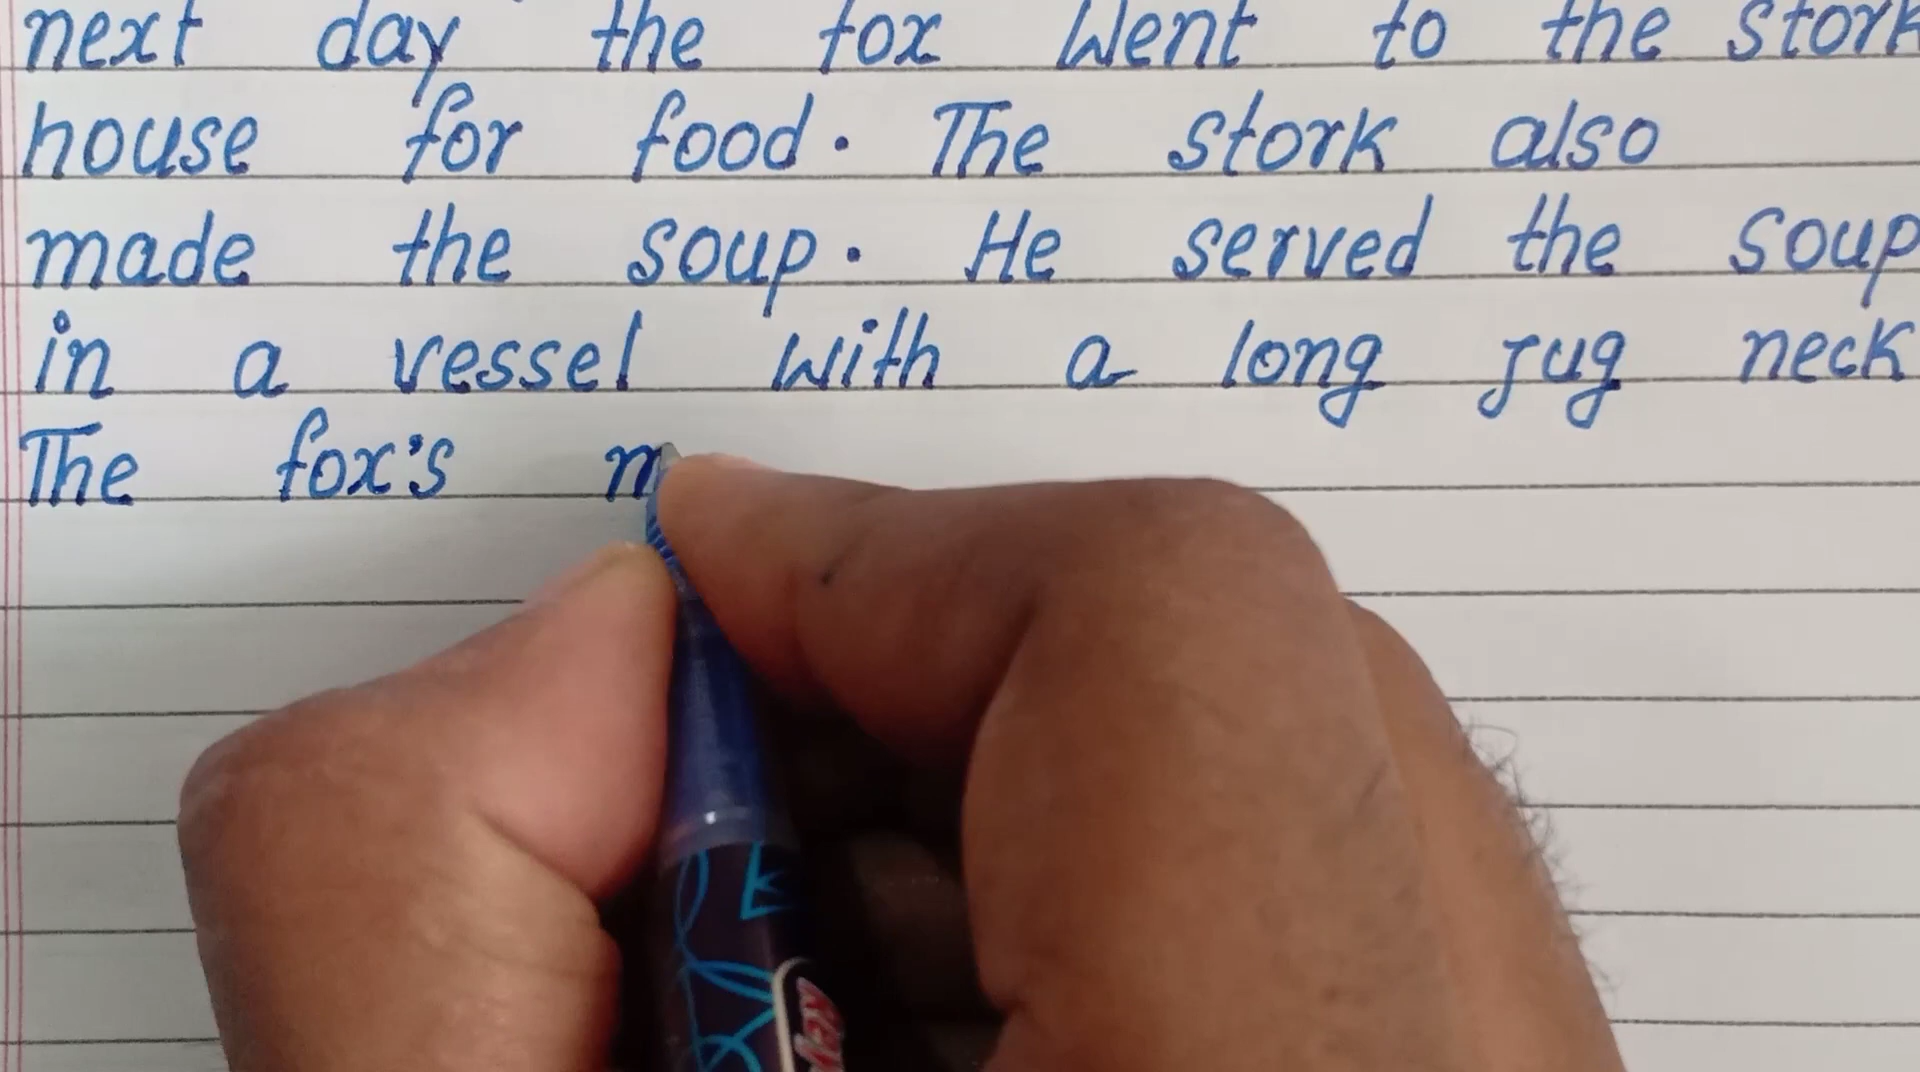 next day the fox Went to the stork
house for food. The stork also
made the soup. He served the soup
in a vessel with a long jug neck
The fox's m